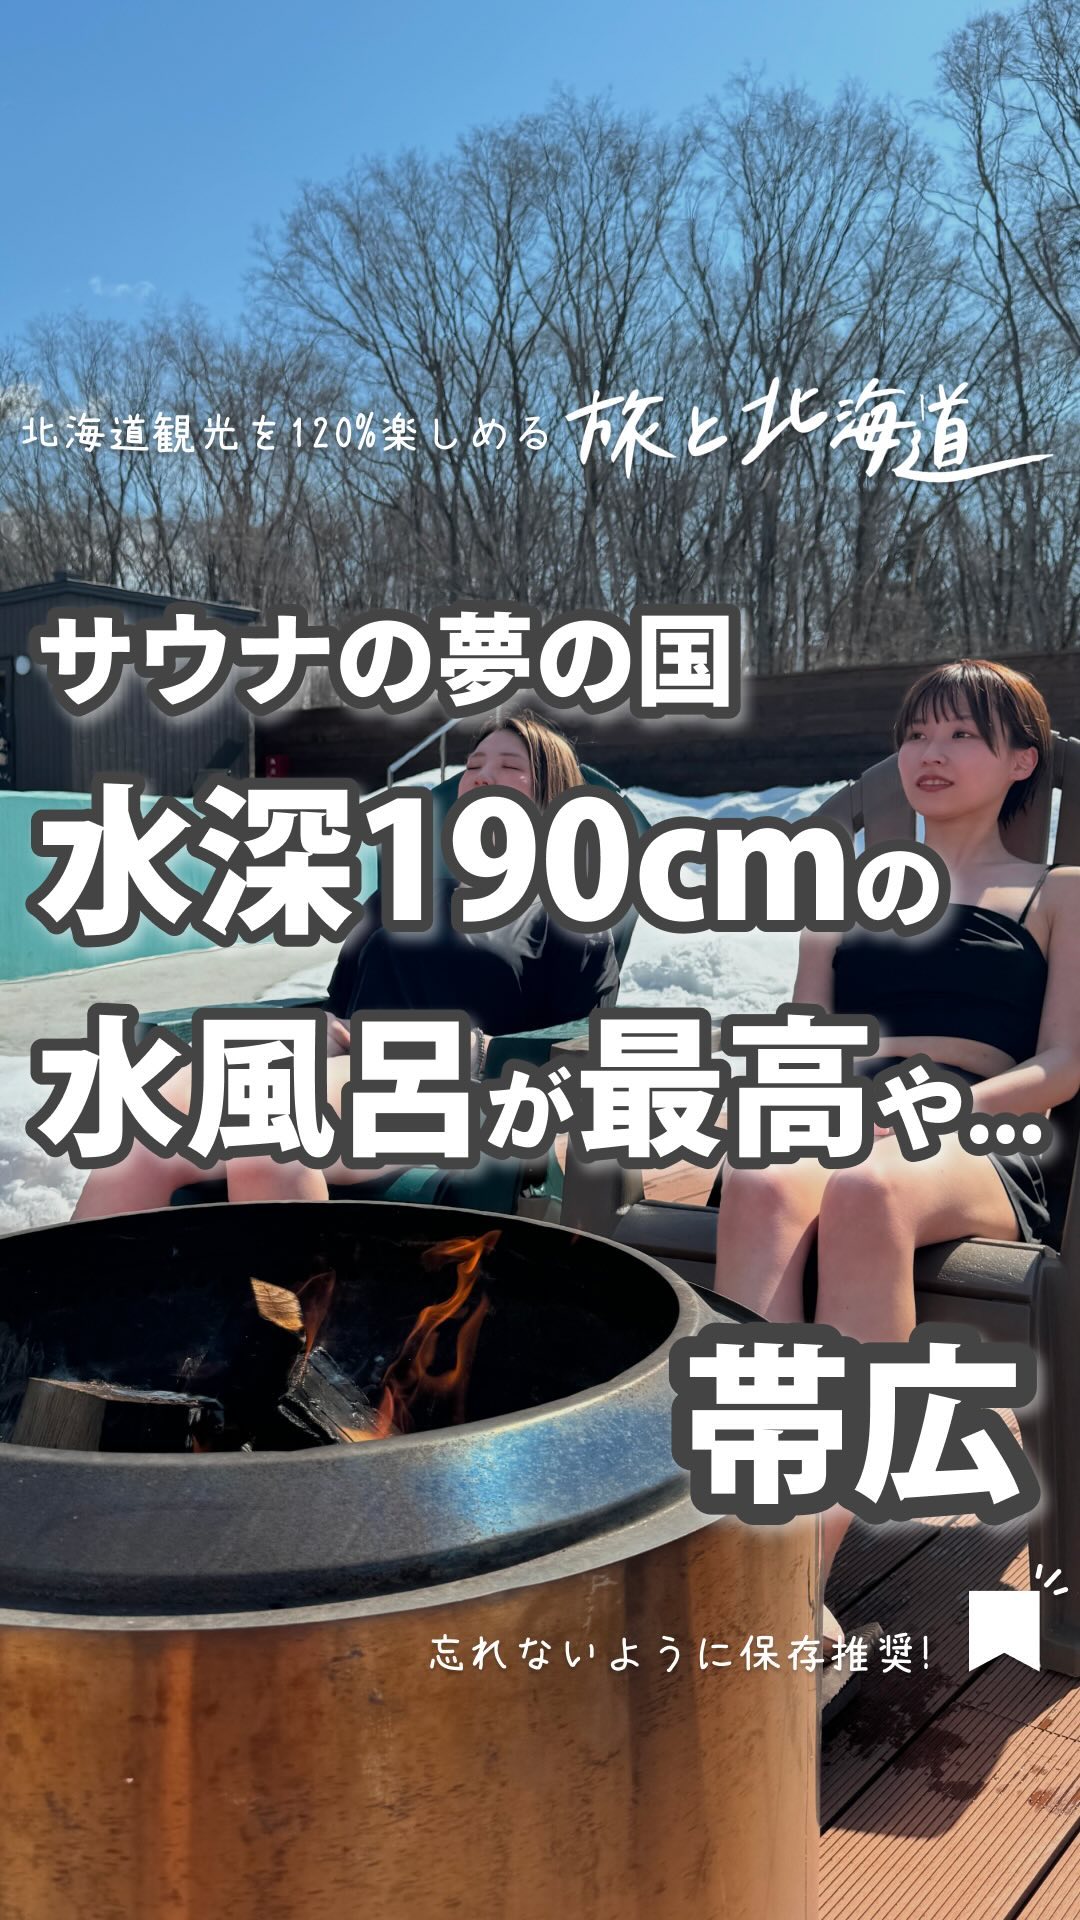 北海道観光を120%楽しめる 旅と北海道
サウナの夢の国
水深190cmの
水風呂が最高や...
帯広
忘れないように保存推奨!